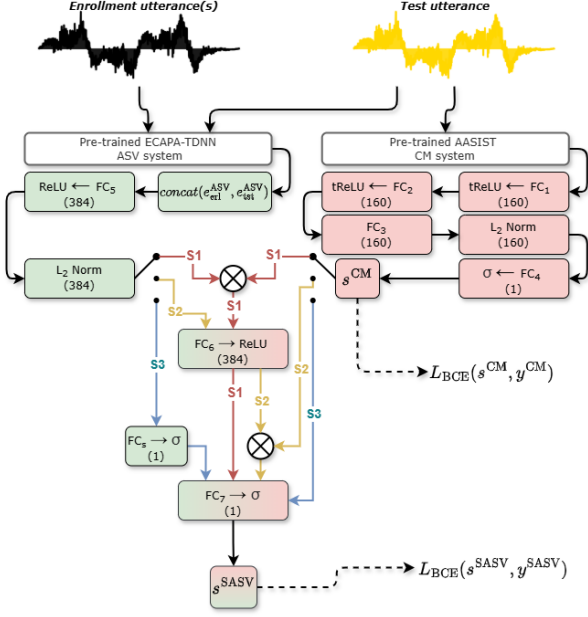 Enrollment utterance(s)
Test utterance
Pre-trained ECAPA-TDNN
ASV system
Pre-trained AASIST
CM system
ReLU ← FC₅
(384)
concat(e_erl^ASV, e_tst^ASV)
tReLU ← FC₂
(160)
tReLU ← FC₁
(160)
FC₃
(160)
L₂ Norm
(160)
L₂ Norm
(384)
S1
S1
s^CM
σ ← FC₄
(1)
S2
S1
FC₆ → ReLU
(384)
S2
S3
S1
S2
S3
L_BCE(s^CM, y^CM)
FCₛ → σ
(1)
FC₇ → σ
(1)
s^SASV
L_BCE(s^SASV, y^SASV)